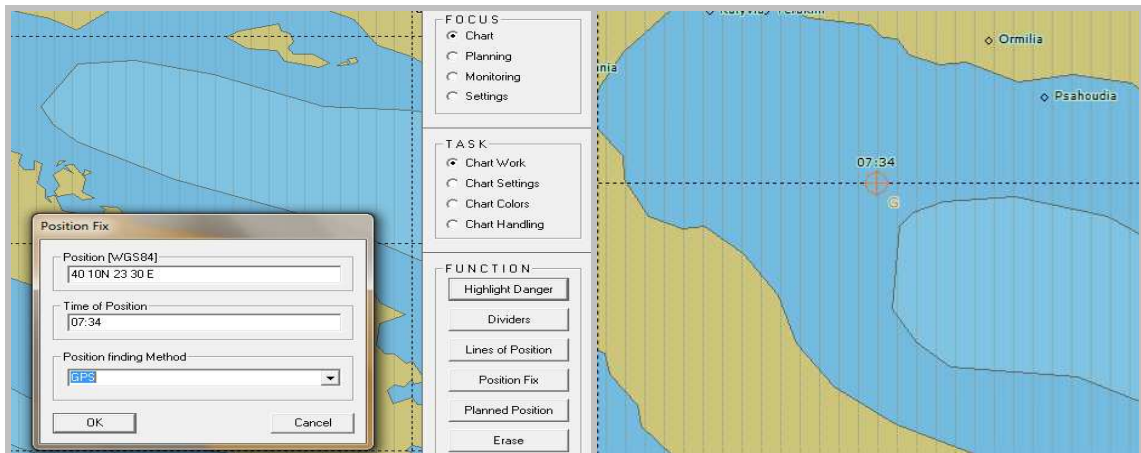 Position Fix
Position [WGS84]
40 10N 23 30 E
Time of Position
07:34
Position finding Method
GPS
OK
Cancel
FOCUS
Chart
Planning
Monitoring
Settings
TASK
Chart Work
Chart Settings
Chart Colors
Chart Handling
FUNCTION
Highlight Danger
Dividers
Lines of Position
Position Fix
Planned Position
Erase
Ormilia
Psahoudia
07:34
G